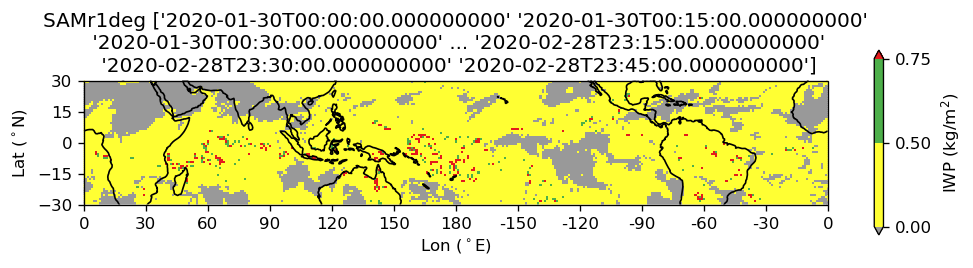 SAMr1deg ['2020-01-30T00:00:00.000000000' '2020-01-30T00:15:00.000000000'
'2020-01-30T00:30:00.000000000' ... '2020-02-28T23:15:00.000000000'
'2020-02-28T23:30:00.000000000' '2020-02-28T23:45:00.000000000']
30
15
0
−15
−30
Lat (°N)
0 30 60 90 120 150 180 -150 -120 -90 -60 -30 0
Lon (°E)
0.75
0.50
0.00
IWP (kg/m²)